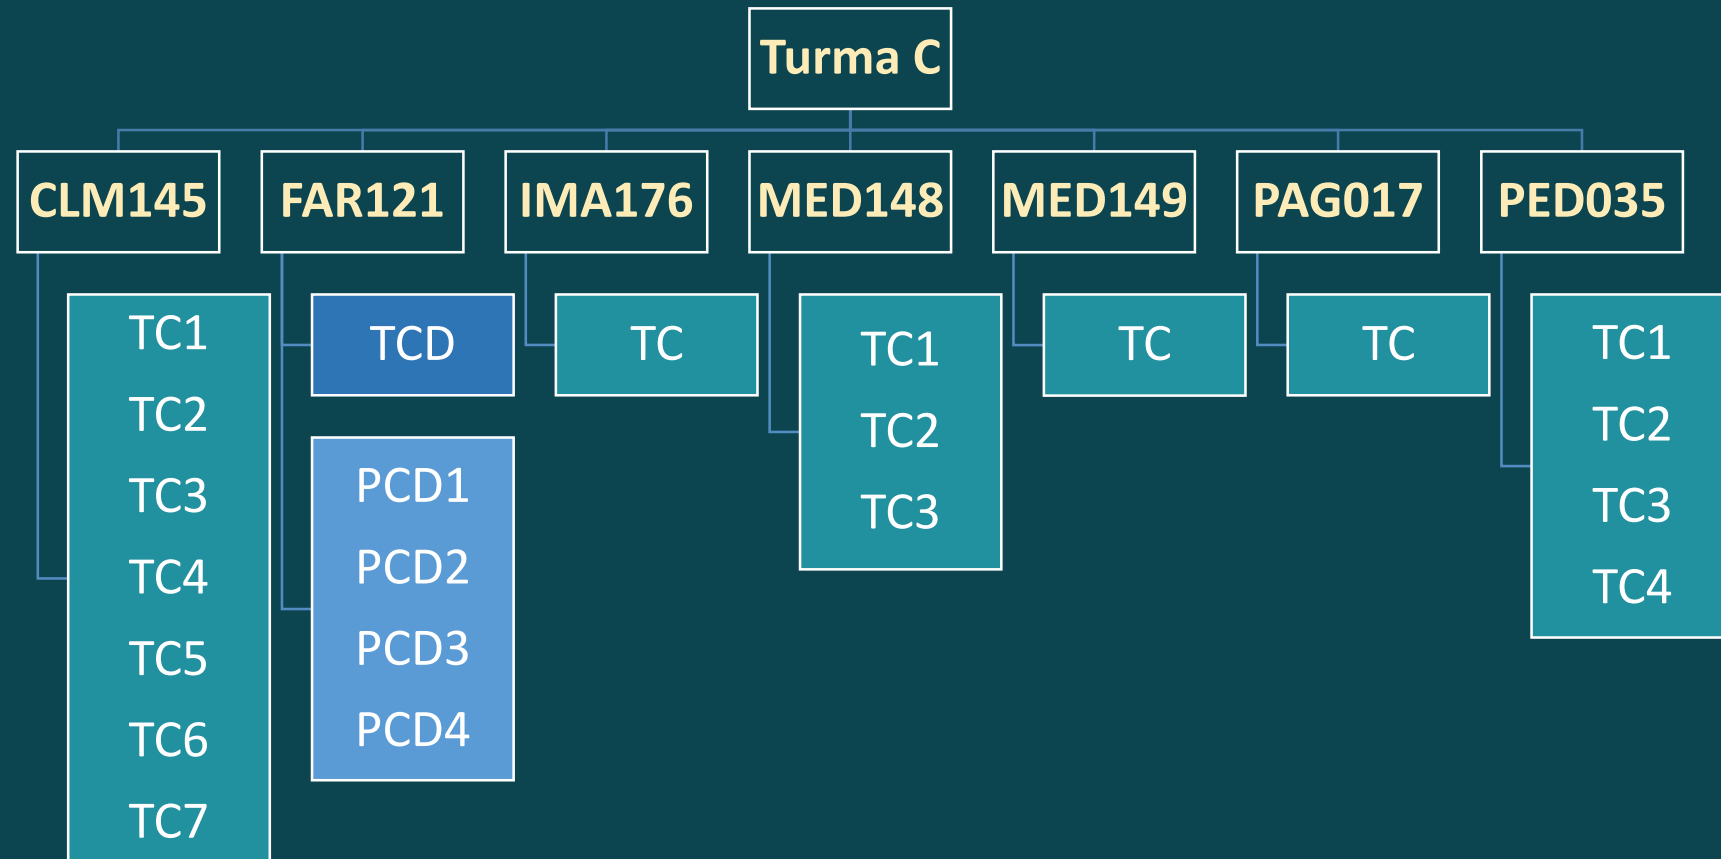 Turma C
CLM145
FAR121
IMA176
MED148
MED149
PAG017
PED035
TC1
TC2
TC3
TC4
TC5
TC6
TC7
TCD
PCD1
PCD2
PCD3
PCD4
TC
TC1
TC2
TC3
TC
TC
TC1
TC2
TC3
TC4